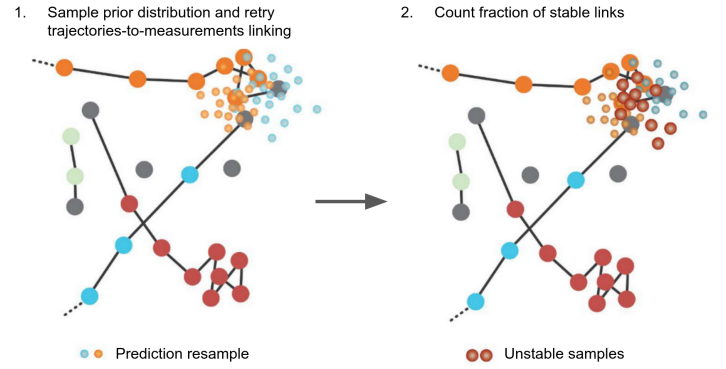 1. Sample prior distribution and retry
trajectories-to-measurements linking
2. Count fraction of stable links
Prediction resample
Unstable samples